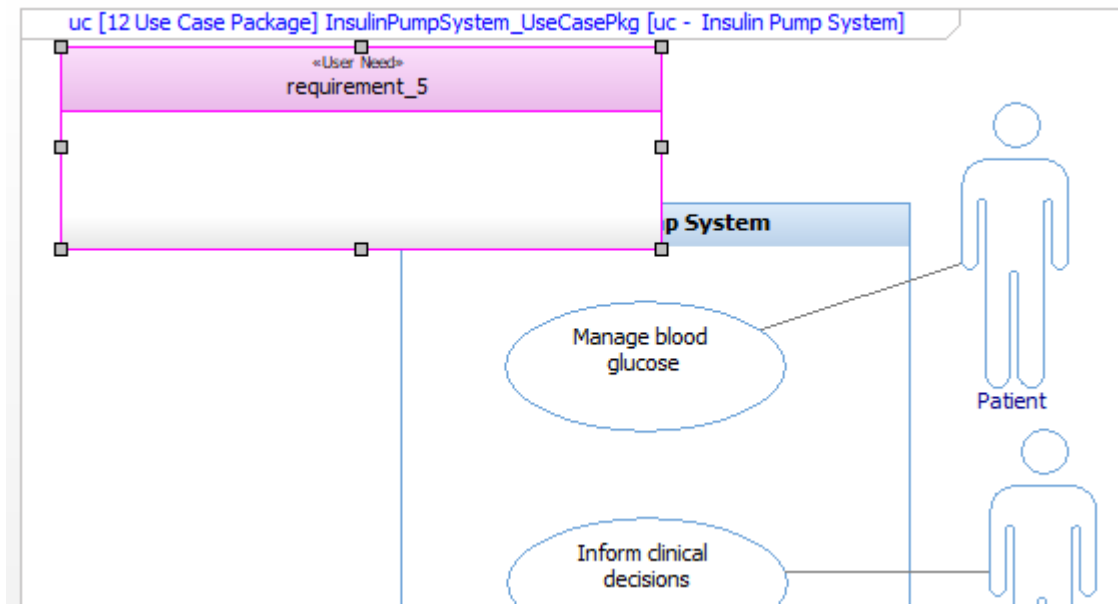 uc [12 Use Case Package] InsulinPumpSystem_UseCasePkg [uc - Insulin Pump System]
«User Need»
requirement_5
p System
Manage blood
glucose
Patient
Inform clinical
decisions